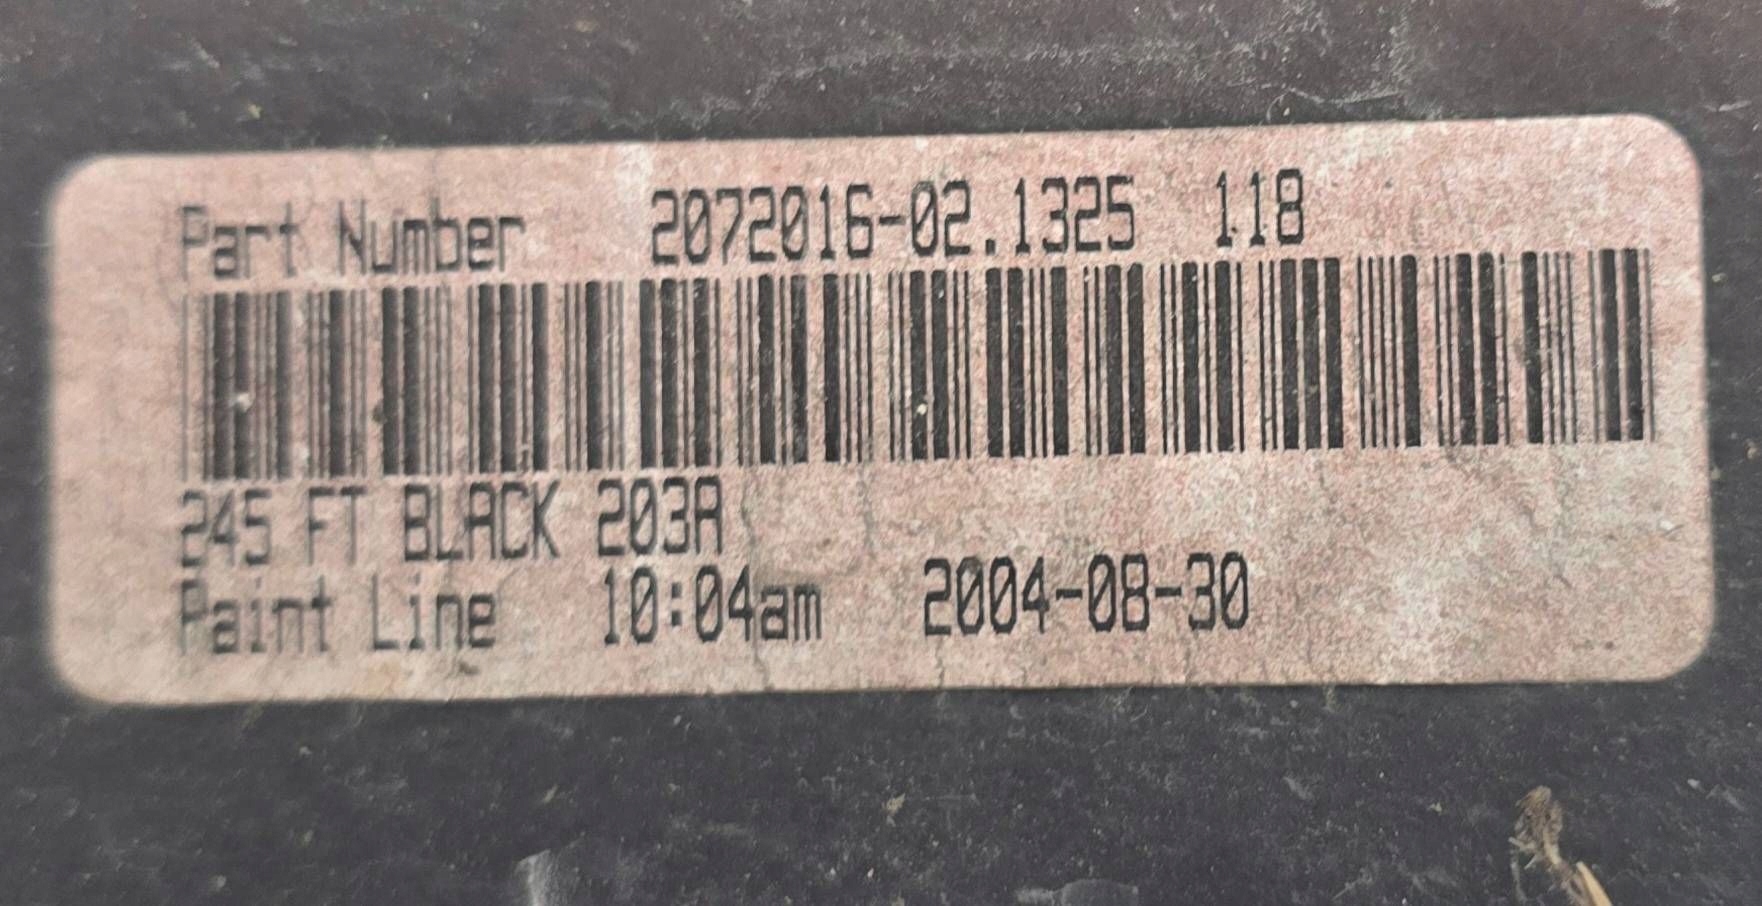 Part Number 2072016-02.1325 118
245 FT BLACK 203A
Paint Line 10:04am 2004-08-30